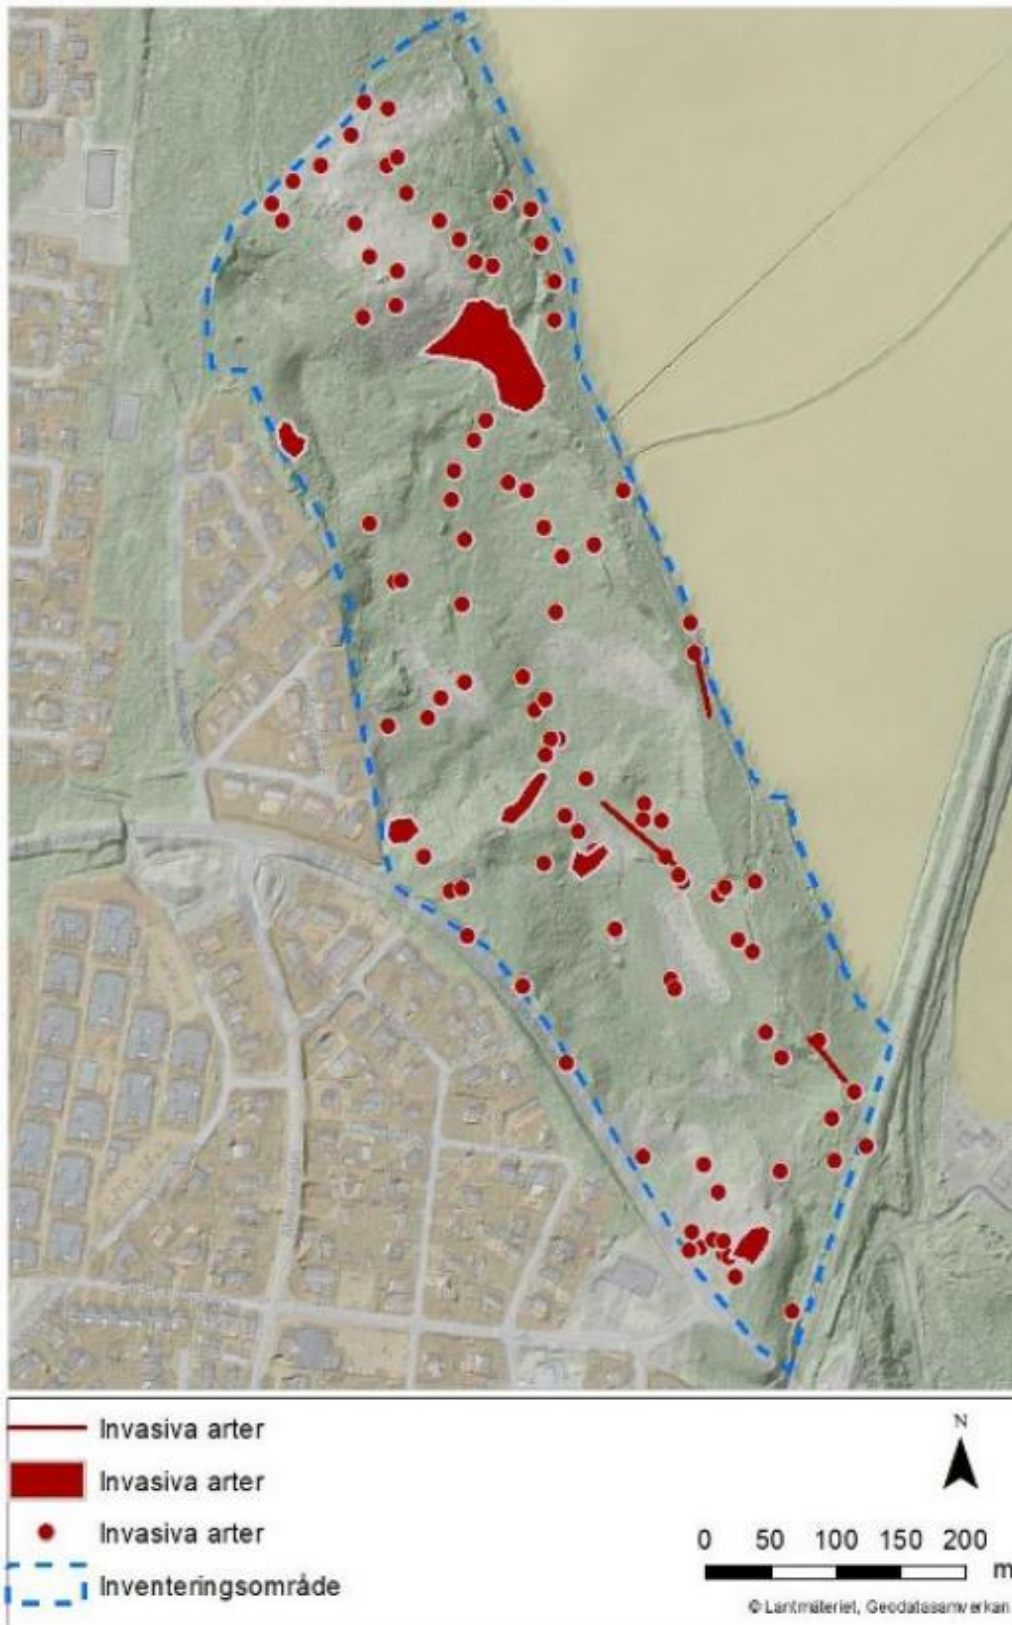 Invasiva arter
Invasiva arter
Invasiva arter
Inventeringsområde
N
0 50 100 150 200
m
© Lantmäteriet, Geodatasamverkan